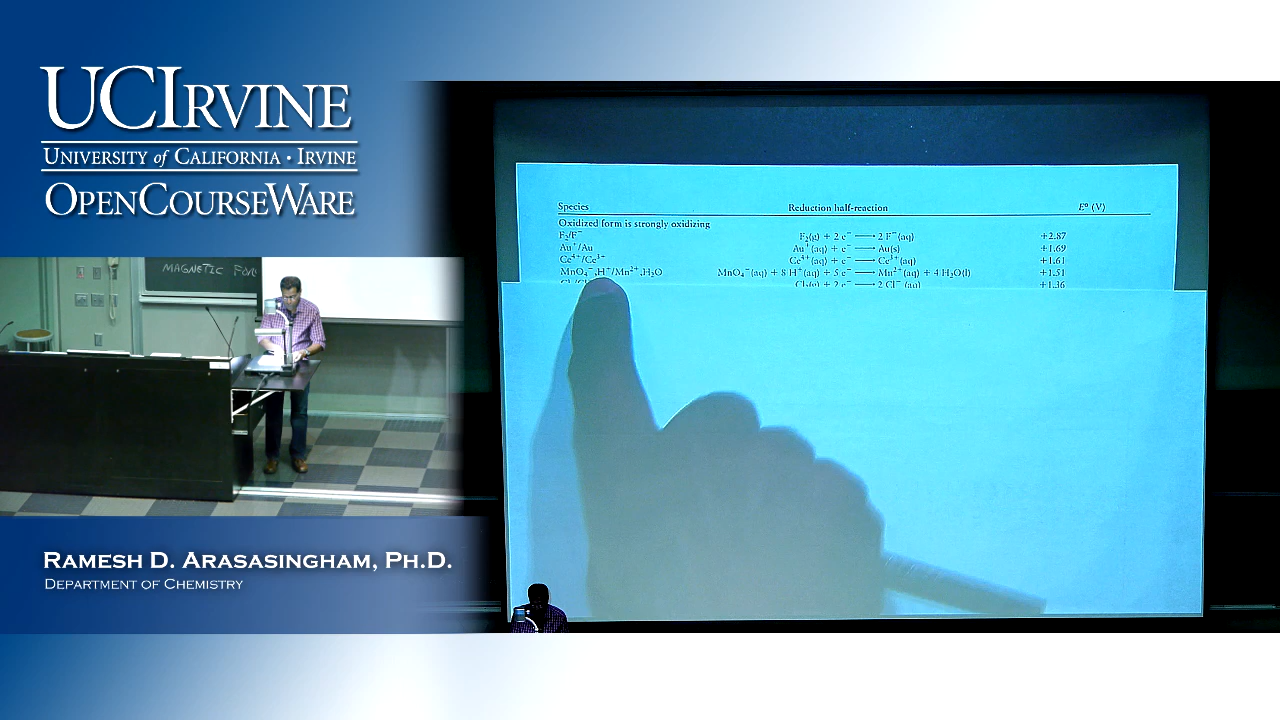 UCIRVINE
UNIVERSITY of CALIFORNIA · IRVINE
OPENCOURSEWARE
MAGNETIC
RAMESH D. ARASASINGHAM, PH.D.
DEPARTMENT OF CHEMISTRY
Species Reduction half-reaction E° (V)
Oxidized form is strongly oxidizing
F₂/F⁻ F₂(g) + 2 e⁻ ⟶ 2 F⁻(aq) +2.87
Au⁺/Au Au⁺(aq) + e⁻ ⟶ Au(s) +1.69
Ce⁴⁺/Ce³⁺ Ce⁴⁺(aq) + e⁻ ⟶ Ce³⁺(aq) +1.61
MnO₄⁻,H⁺/Mn²⁺,H₂O MnO₄⁻(aq) + 8 H⁺(aq) + 5 e⁻ ⟶ Mn²⁺(aq) + 4 H₂O(l) +1.51
Cl₂(g) + 2 e⁻ ⟶ 2 Cl⁻(aq) +1.36